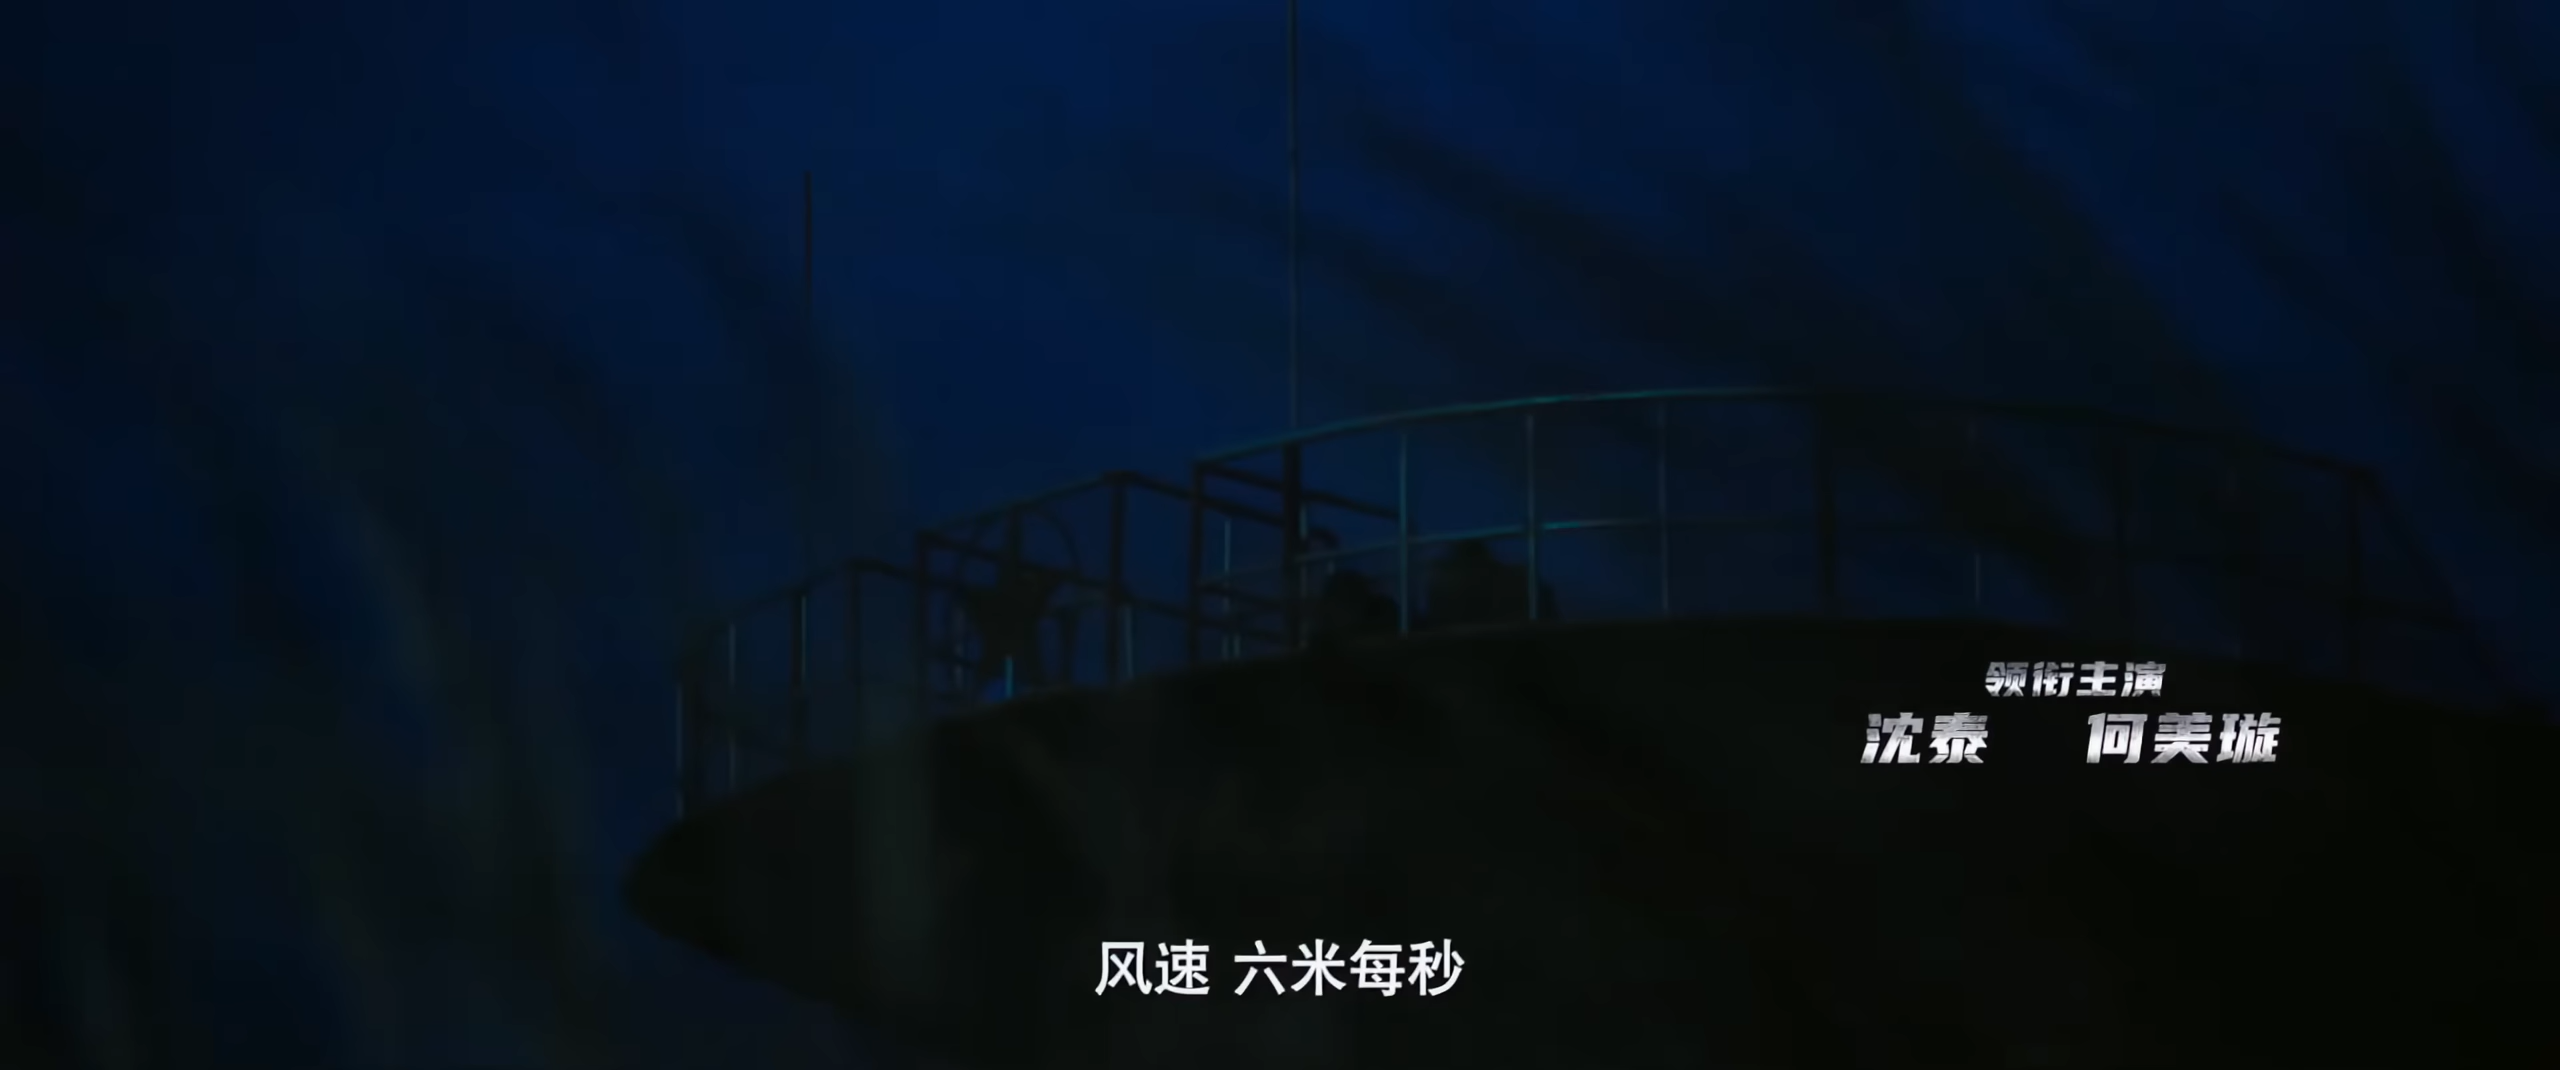 领衔主演
沈泰 何美璇
风速 六米每秒